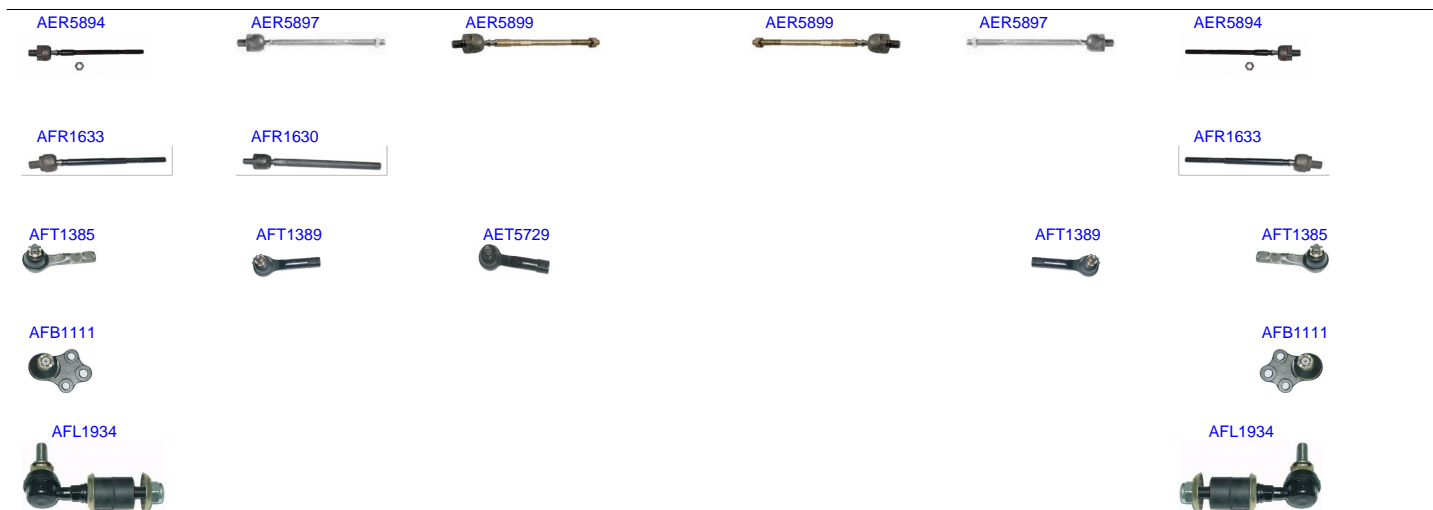 AER5894 AER5897 AER5899 AER5899 AER5897 AER5894
AFR1633 AFR1630 AFR1633
AFT1385 AFT1389 AET5729 AFT1389 AFT1385
AFB1111 AFB1111
AFL1934 AFL1934